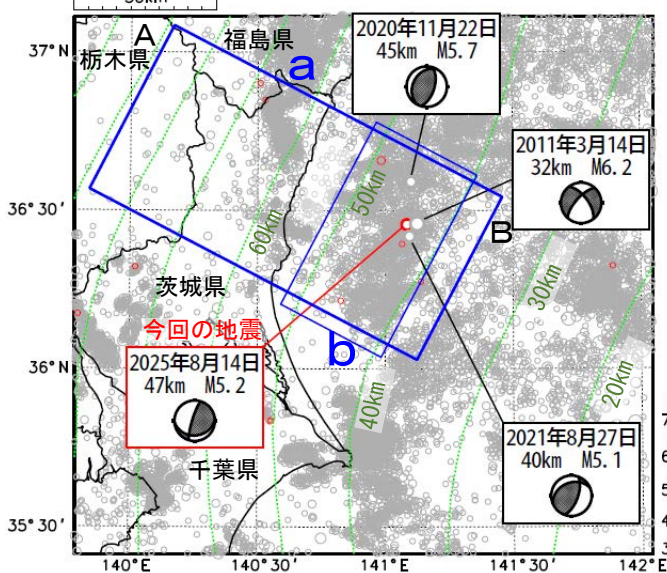 37°N
A
栃木県
福島県
a
2020年11月22日
45km M5.7
2011年3月14日
32km M6.2
50km
60km
36°30′
B
茨城県
30km
今回の地震
36°N
b
2025年8月14日
47km M5.2
40km
20km
2021年8月27日
40km M5.1
千葉県
35°30′
140°E
140°30′
141°E
141°30′
142°E